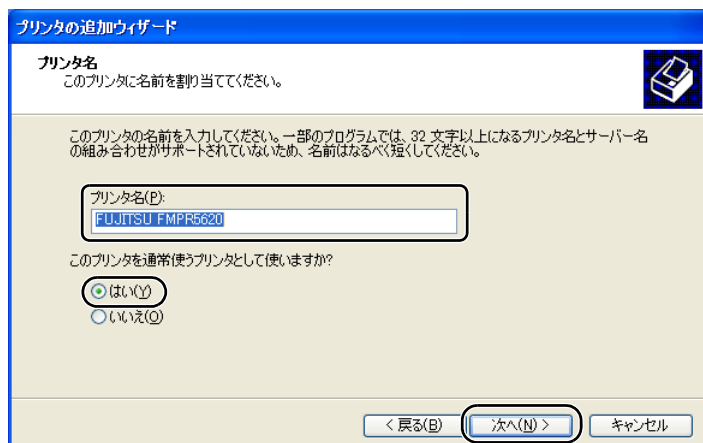 プリンタの追加ウィザード
プリンタ名
このプリンタに名前を割り当ててください。
このプリンタの名前を入力してください。一部のプログラムでは、32 文字以上になるプリンタ名とサーバー名
の組み合わせがサポートされていないため、名前はなるべく短くしてください。
プリンタ名(P):
FUJITSU FMPR5620
このプリンタを通常使うプリンタとして使いますか?
はい(Y)
いいえ(O)
< 戻る(B)
次へ(N) >
キャンセル